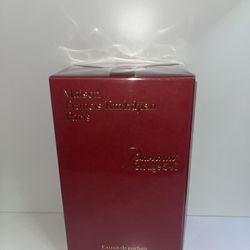 Maison
Francis Kurkdjian
Paris
Baccarat
Rouge 540
Extrait de parfum